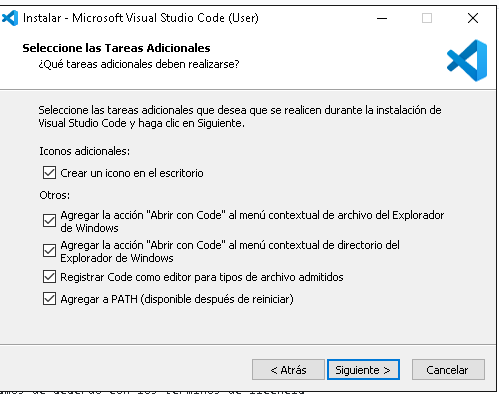 Instalar - Microsoft Visual Studio Code (User)
Seleccione las Tareas Adicionales
¿Qué tareas adicionales deben realizarse?
Seleccione las tareas adicionales que desea que se realicen durante la instalación de
Visual Studio Code y haga clic en Siguiente.
Iconos adicionales:
Crear un icono en el escritorio
Otros:
Agregar la acción "Abrir con Code" al menú contextual de archivo del Explorador
de Windows
Agregar la acción "Abrir con Code" al menú contextual de directorio del
Explorador de Windows
Registrar Code como editor para tipos de archivo admitidos
Agregar a PATH (disponible después de reiniciar)
< Atrás Siguiente > Cancelar
de acuerdo con los términos de licencia